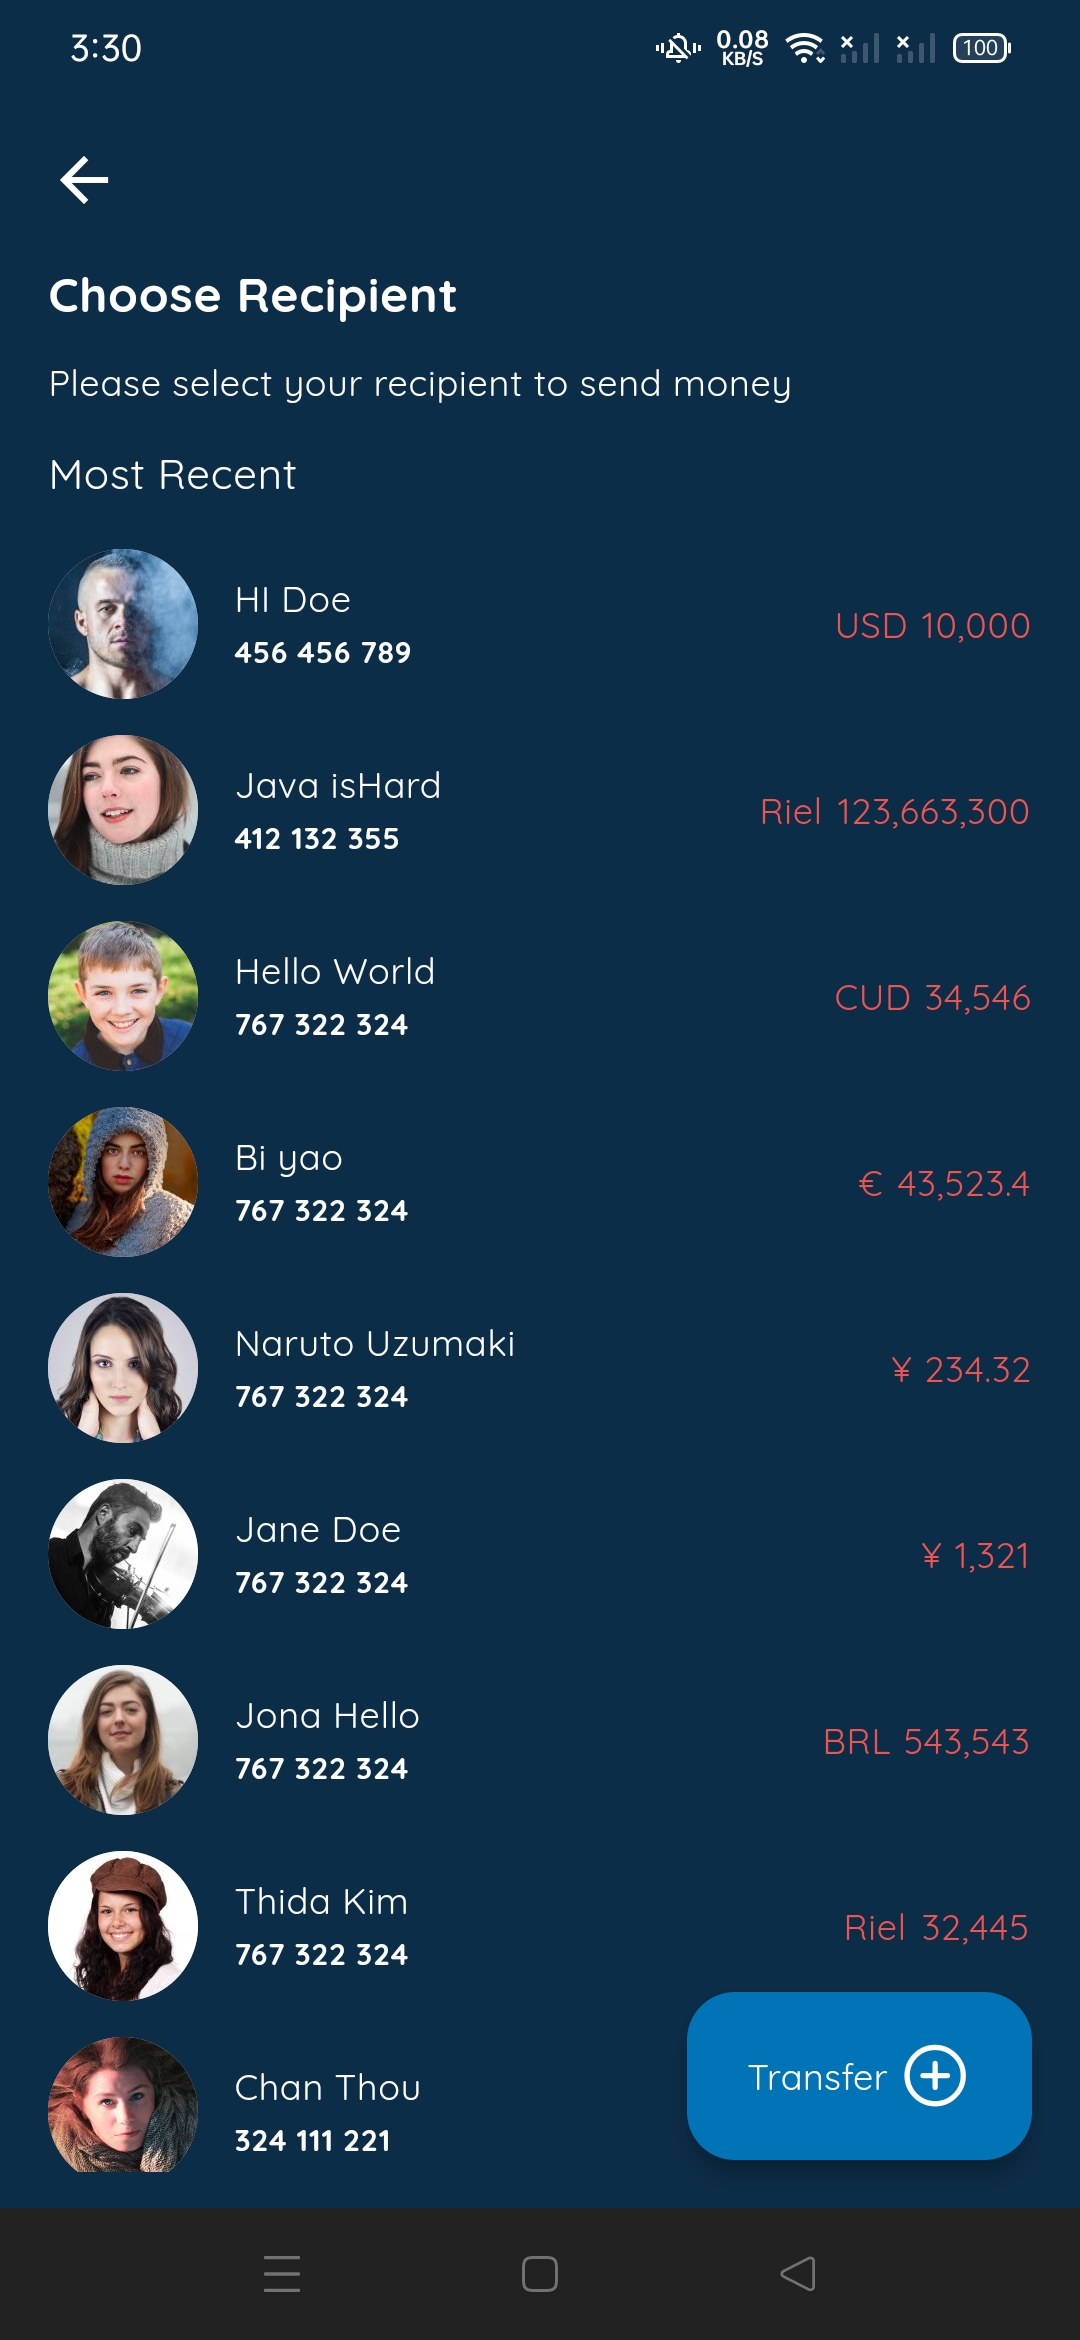 3:30
0.08
KB/S
100
Choose Recipient
Please select your recipient to send money
Most Recent
HI Doe
456 456 789
USD 10,000
Java isHard
412 132 355
Riel 123,663,300
Hello World
767 322 324
CUD 34,546
Bi yao
767 322 324
€ 43,523.4
Naruto Uzumaki
767 322 324
¥ 234.32
Jane Doe
767 322 324
¥ 1,321
Jona Hello
767 322 324
BRL 543,543
Thida Kim
767 322 324
Riel 32,445
Chan Thou
324 111 221
Transfer